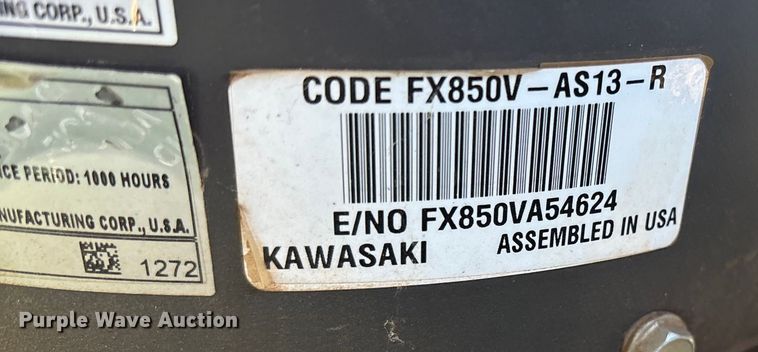 NG CORP., U.S.A.
CE PERIOD: 1000 HOURS
NUFACTURING CORP., U.S.A.
1272
CODE FX850V-AS13-R
E/NO FX850VA54624
KAWASAKI ASSEMBLED IN USA
Purple Wave Auction